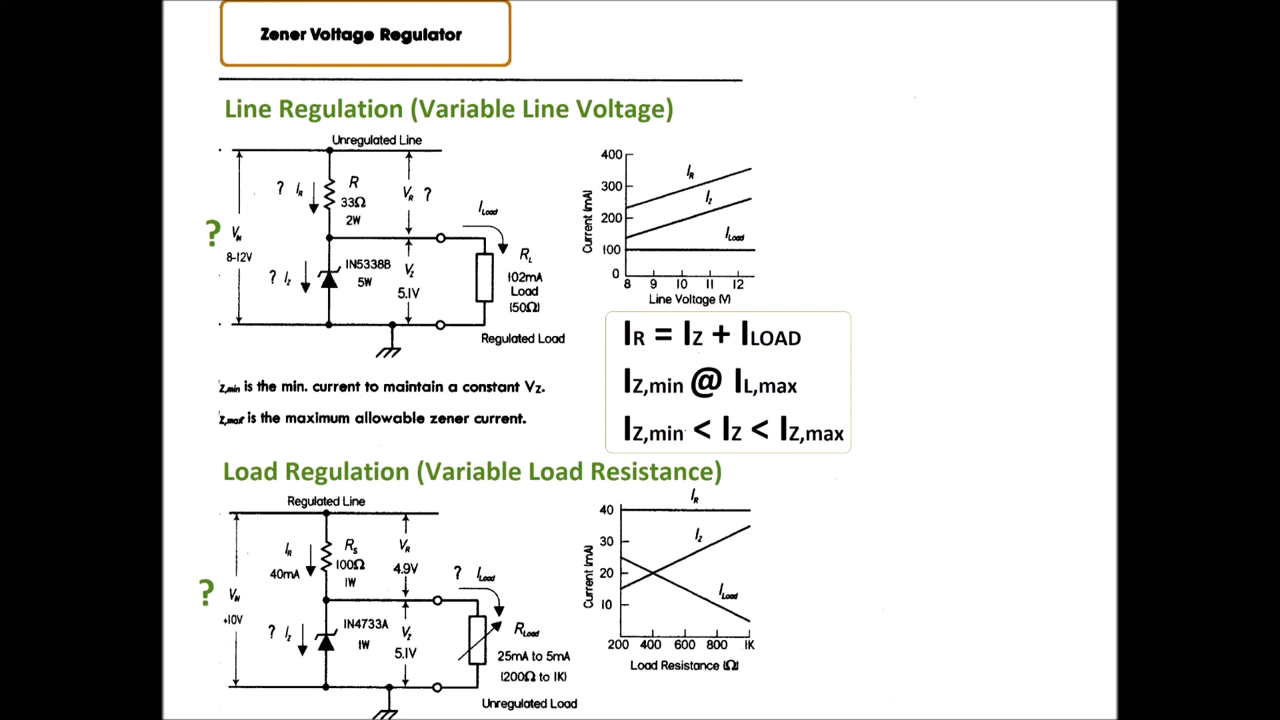 Zener Voltage Regulator
Line Regulation (Variable Line Voltage)
Unregulated Line
? IR
R
33Ω
2W
VR ?
ILoad
?
VIN
8-12V
? IZ
IN5338B
5W
VZ
5.1V
RL
102mA
Load
(50Ω)
Regulated Load
400
300
200
100
0
Current (mA)
IR
IZ
ILoad
8 9 10 11 12
Line Voltage (V)
IR = IZ + ILOAD
IZ,min @ IL,max
IZ,min < IZ < IZ,max
Z,min is the min. current to maintain a constant VZ.
Z,max is the maximum allowable zener current.
Load Regulation (Variable Load Resistance)
Regulated Line
IR
40mA
RS
100Ω
1W
VR
4.9V
? ILoad
?
VIN
+10V
? IZ
IN4733A
1W
VZ
5.1V
RLoad
25mA to 5mA
(200Ω to 1K)
Unregulated Load
40
30
20
10
Current (mA)
IR
IZ
ILoad
200 400 600 800 1K
Load Resistance (Ω)